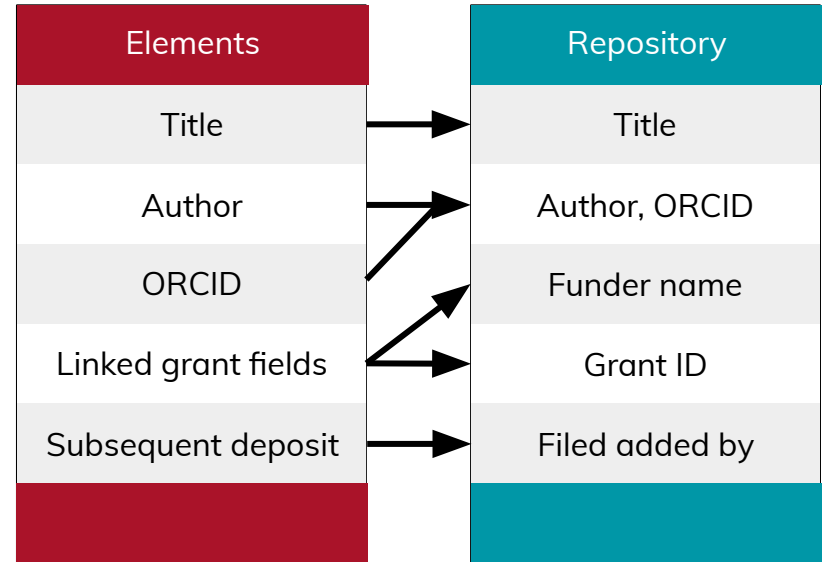 Elements
Repository
Title
Title
Author
Author, ORCID
ORCID
Funder name
Linked grant fields
Grant ID
Subsequent deposit
Filed added by